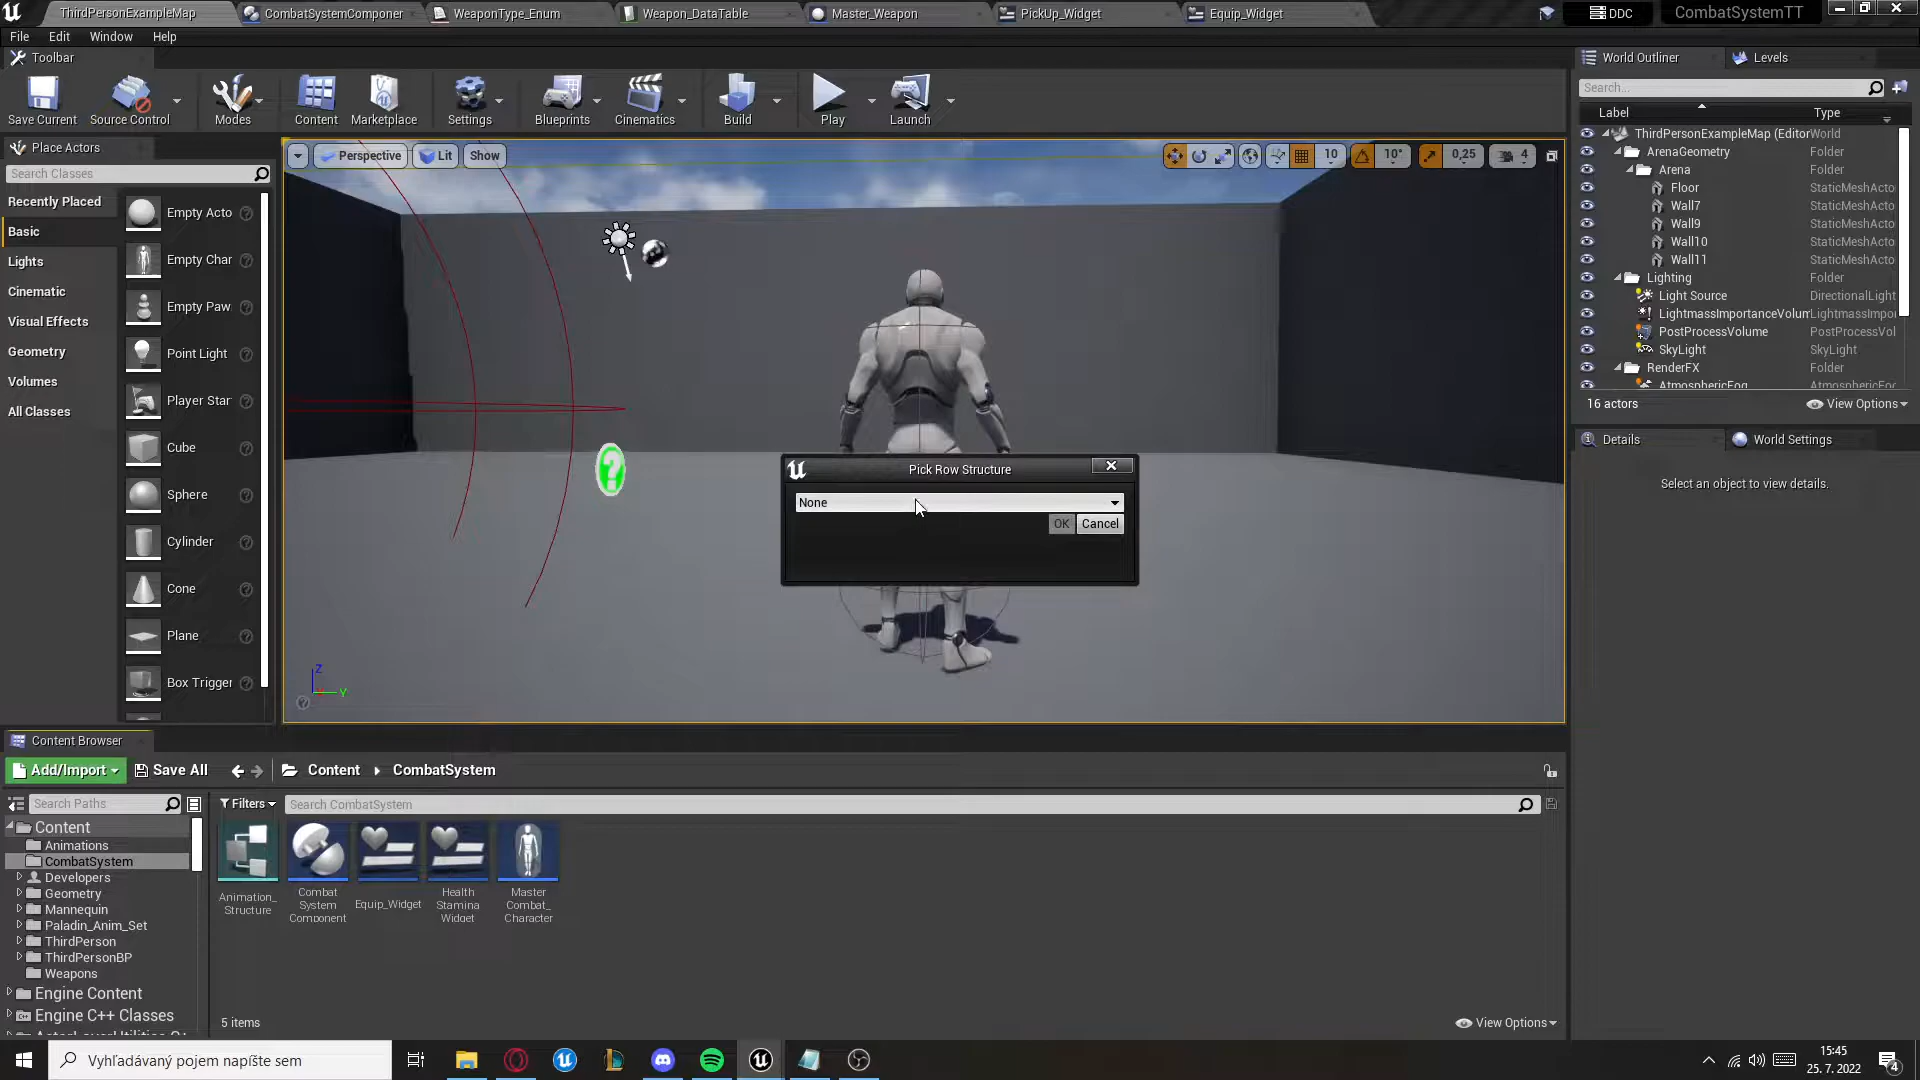 ThirdPersonExampleMap CombatSystemComponer WeaponType_Enum Weapon_DataTable Master_Weapon PickUp_Widget Equip_Widget DDC CombatSystemTT
File Edit Window Help
Toolbar
Save Current Source Control Modes Content Marketplace Settings Blueprints Cinematics Build Play Launch
Place Actors
Search Classes
Recently Placed
Basic
Lights
Cinematic
Visual Effects
Geometry
Volumes
All Classes
Empty Acto
Empty Char
Empty Paw
Point Light
Player Star
Cube
Sphere
Cylinder
Cone
Plane
Box Trigger
Perspective Lit Show
10 10° 0,25 4
Z
Y
Pick Row Structure
None
OK Cancel
World Outliner Levels
Search...
Label Type
ThirdPersonExampleMap (Editor World
ArenaGeometry Folder
Arena Folder
Floor StaticMeshActo
Wall7 StaticMeshActo
Wall9 StaticMeshActo
Wall10 StaticMeshActo
Wall11 StaticMeshActo
Lighting Folder
Light Source DirectionalLight
LightmassImportanceVolum LightmassImpo
PostProcessVolume PostProcessVol
SkyLight SkyLight
RenderFX Folder
AtmosphericFog AtmosphericFog
16 actors View Options
Details World Settings
Select an object to view details.
Content Browser
Add/Import Save All Content CombatSystem
Search Paths Filters Search CombatSystem
Content
Animations
CombatSystem
Developers
Geometry
Mannequin
Paladin_Anim_Set
ThirdPerson
ThirdPersonBP
Weapons
Engine Content
Engine C++ Classes
Animation_
Structure
Combat
System
Component
Equip_Widget
Health
Stamina
Widget
Master
Combat_
Character
5 items View Options
Vyhľadávaný pojem napíšte sem
15:45
25. 7. 2022
4